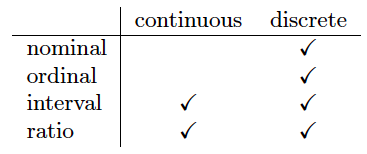 continuous discrete
nominal ✓
ordinal ✓
interval ✓ ✓
ratio ✓ ✓